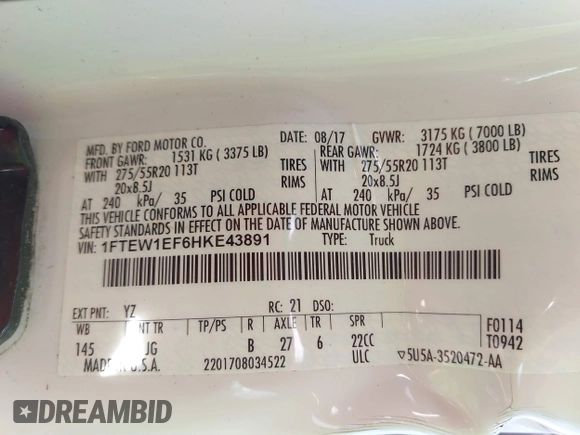 MFD. BY FORD MOTOR CO.
DATE: 08/17 GVWR: 3175 KG (7000 LB)
FRONT GAWR: 1531 KG (3375 LB) REAR GAWR: 1724 KG (3800 LB)
WITH 275/55R20 113T TIRES WITH 275/55R20 113T TIRES
20x8.5J RIMS 20x8.5J RIMS
AT 240 kPa/ 35 PSI COLD AT 240 kPa/ 35 PSI COLD
THIS VEHICLE CONFORMS TO ALL APPLICABLE FEDERAL MOTOR VEHICLE
SAFETY STANDARDS IN EFFECT ON THE DATE OF MANUFACTURE SHOWN ABOVE.
VIN: 1FTEW1EF6HKE43891 TYPE: Truck
EXT PNT: YZ RC: 21 DSO:
WB INT TR TP/PS R AXLE TR SPR F0114
145 JG B 27 6 22CC T0942
MADE U.S.A. 2201708034522 ULC ▽5U5A-3520472-AA
DREAMBID